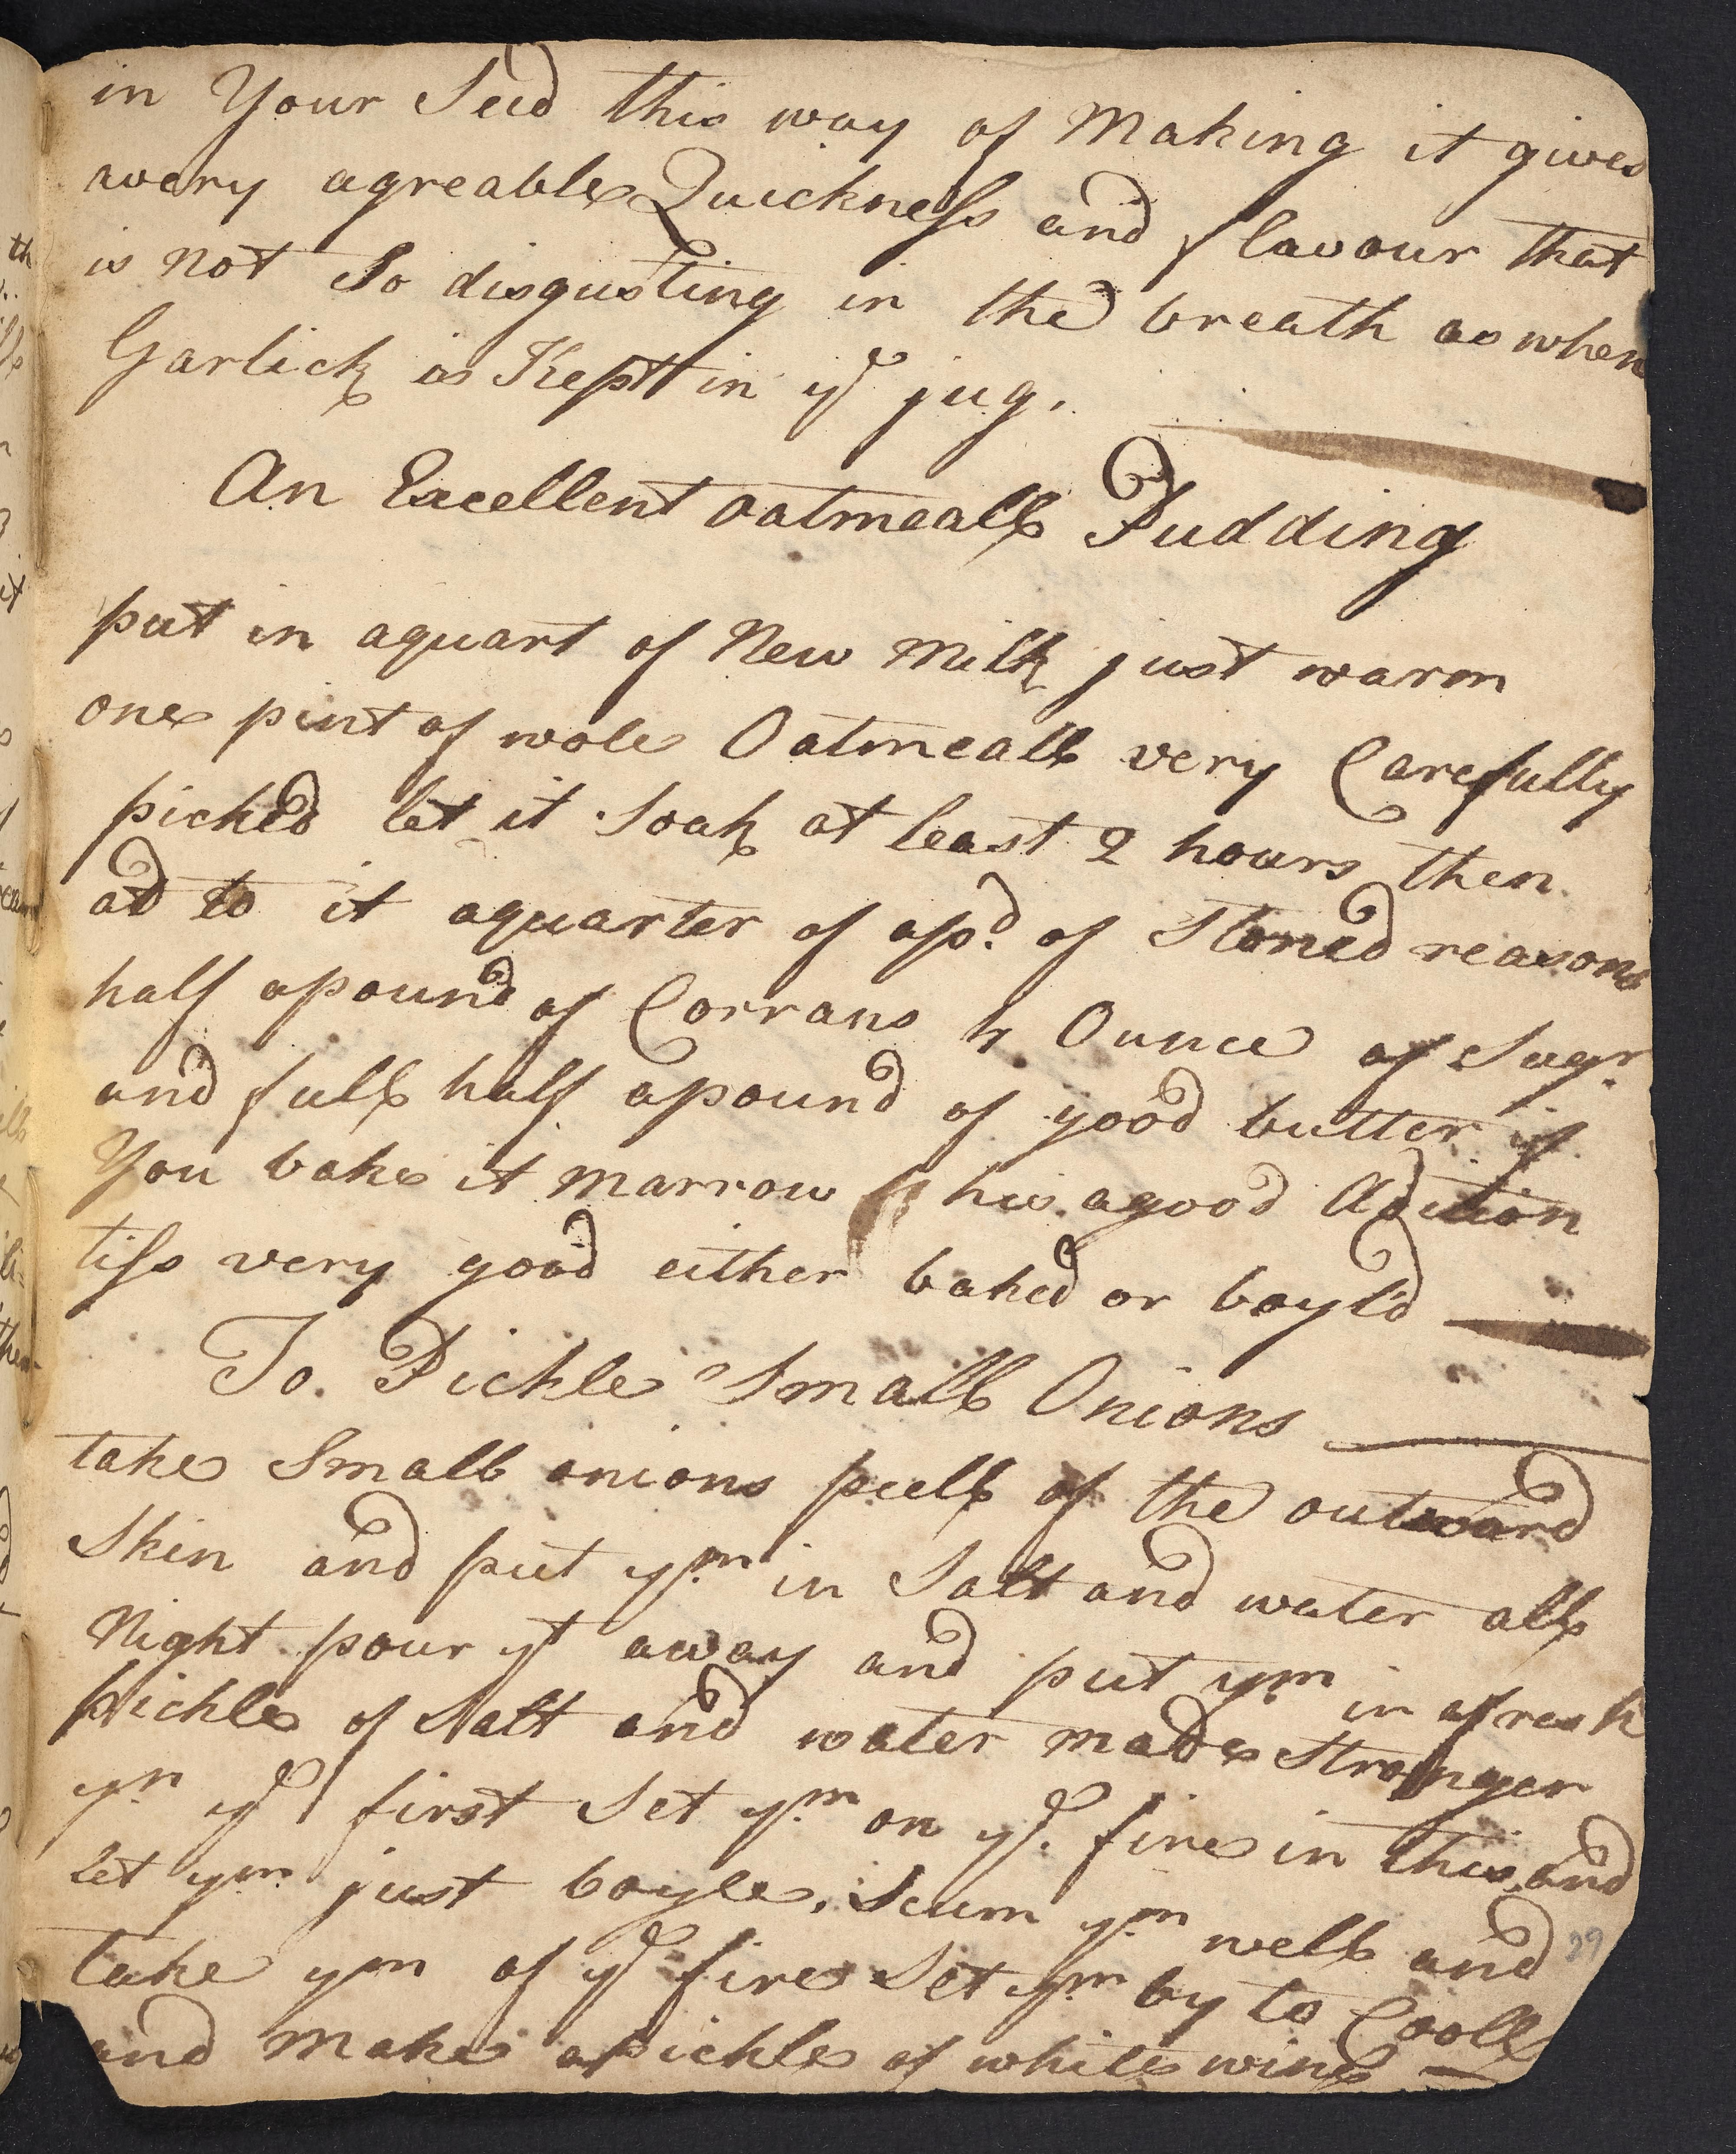 in Your Seed this way of Making it gives
avery agreable Quickness and flavour that
is not So disgusting in the breath as when
Garlick is Kept in ye jug.
An Excellent oatmeall Pudding
put in aquart of New milk just warm
one pint of wole Oatmeall very Carefully
picked let it Soak at least 2 hours then
ad to it aquarter of apd. of Stoned reasons
half apound of Corrans 4 Ounce of Sugr.
and full half apound of good butter if
You bake it marrow his agood Adition
tiss very good either baked or boyld
To Pickle Small Onions
take Small onions pull of the outward
Skin and put ym. in Salt and water all
Night pour yt away and put ym in afresh
pickle of Salt and water made Stronger
yn ye first Set ym. on ye. fire in this and
let ym. just boyle. Scum ym well and
take ym of ye fire Set ym. by to Cooll
and make apickle of white wine
29